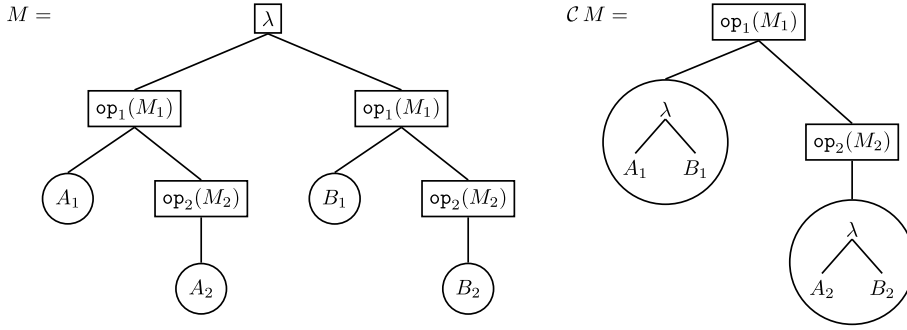 M =
λ
C M =
op₁(M₁)
op₁(M₁)
op₁(M₁)
λ
op₂(M₂)
A₁
B₁
A₁
op₂(M₂)
B₁
op₂(M₂)
λ
A₂
B₂
A₂
B₂